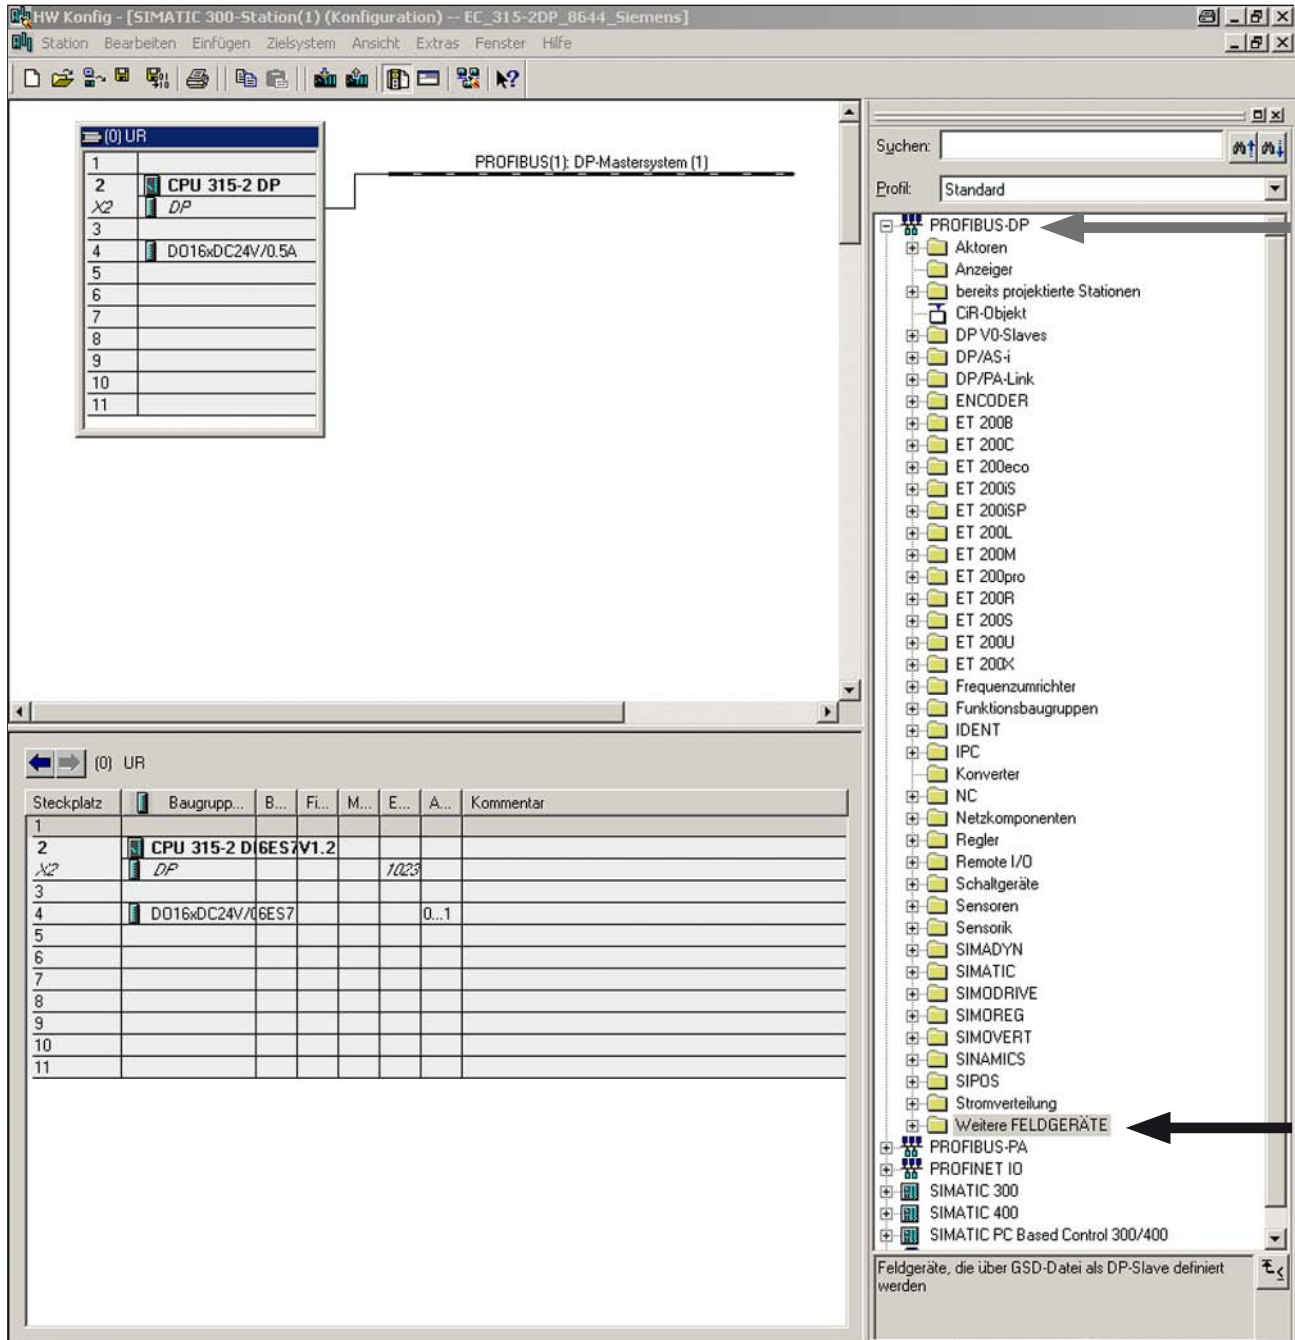 HW Konfig - [SIMATIC 300-Station(1) (Konfiguration) -- EC_315-2DP_8644_Siemens]
Station Bearbeiten Einfügen Zielsystem Ansicht Extras Fenster Hilfe
(0) UR
1
2 CPU 315-2 DP
X2 DP
3
4 DO16xDC24V/0.5A
5
6
7
8
9
10
11
PROFIBUS(1): DP-Mastersystem (1)
(0) UR
Steckplatz Baugrupp... B... Fi... M... E... A... Kommentar
1
2 CPU 315-2 D 6ES7 V1.2
X2 DP 1023
3
4 DO16xDC24V/0 6ES7 0...1
5
6
7
8
9
10
11
Suchen:
Profil: Standard
PROFIBUS-DP
Aktoren
Anzeiger
bereits projektierte Stationen
CiR-Objekt
DP V0-Slaves
DP/AS-i
DP/PA-Link
ENCODER
ET 200B
ET 200C
ET 200eco
ET 200iS
ET 200iSP
ET 200L
ET 200M
ET 200pro
ET 200R
ET 200S
ET 200U
ET 200X
Frequenzumrichter
Funktionsbaugruppen
IDENT
IPC
Konverter
NC
Netzkomponenten
Regler
Remote I/O
Schaltgeräte
Sensoren
Sensorik
SIMADYN
SIMATIC
SIMODRIVE
SIMOREG
SIMOVERT
SINAMICS
SIPOS
Stromverteilung
Weitere FELDGERÄTE
PROFIBUS-PA
PROFINET IO
SIMATIC 300
SIMATIC 400
SIMATIC PC Based Control 300/400
Feldgeräte, die über GSD-Datei als DP-Slave definiert
werden